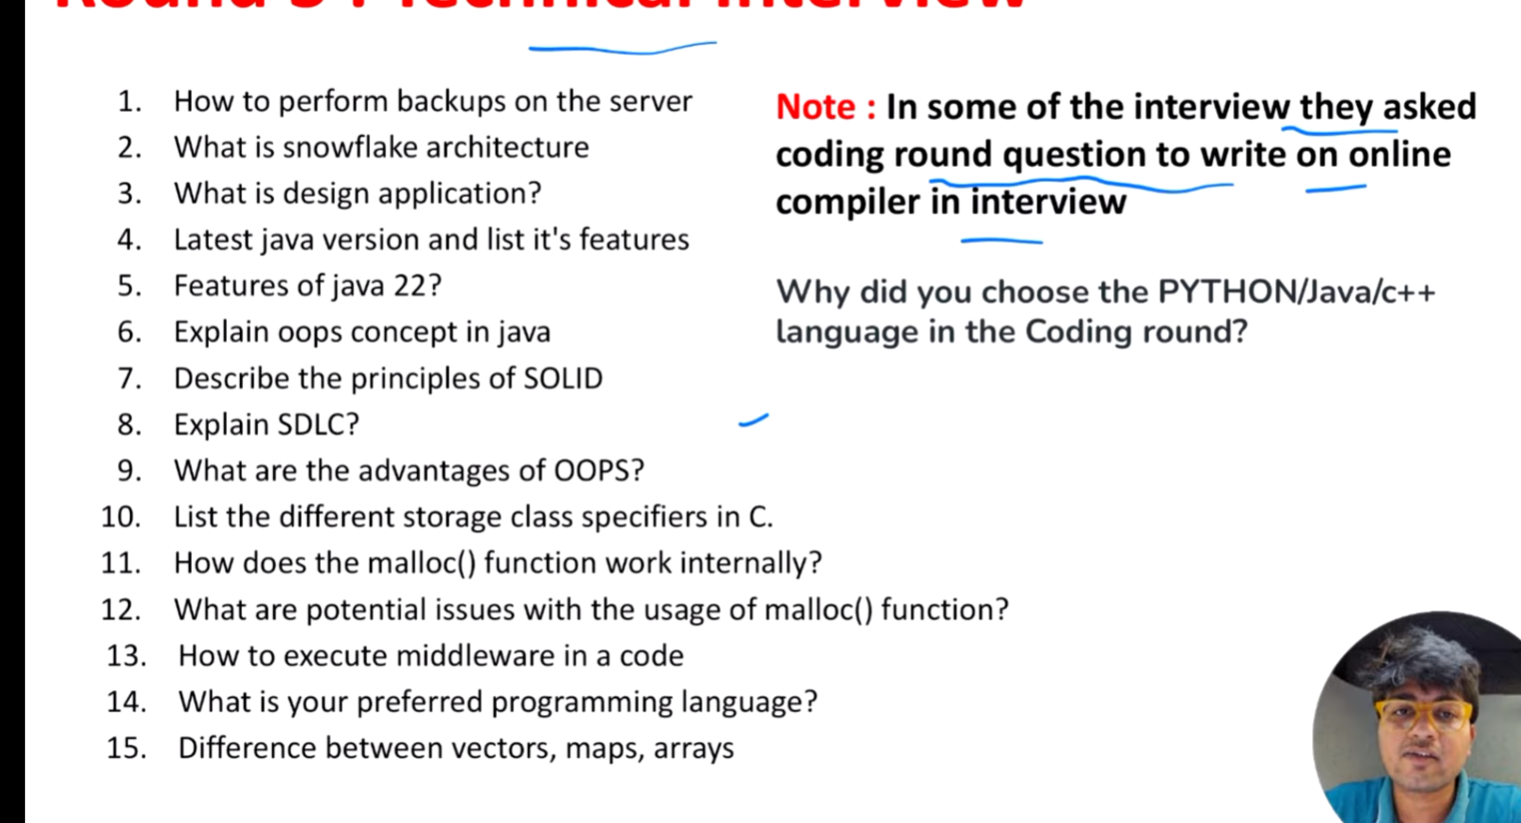 Round 3 : Technical Interview
1. How to perform backups on the server
2. What is snowflake architecture
3. What is design application?
4. Latest java version and list it's features
5. Features of java 22?
6. Explain oops concept in java
7. Describe the principles of SOLID
8. Explain SDLC?
9. What are the advantages of OOPS?
10. List the different storage class specifiers in C.
11. How does the malloc() function work internally?
12. What are potential issues with the usage of malloc() function?
13. How to execute middleware in a code
14. What is your preferred programming language?
15. Difference between vectors, maps, arrays
Note : In some of the interview they asked
coding round question to write on online
compiler in interview
Why did you choose the PYTHON/Java/c++
language in the Coding round?